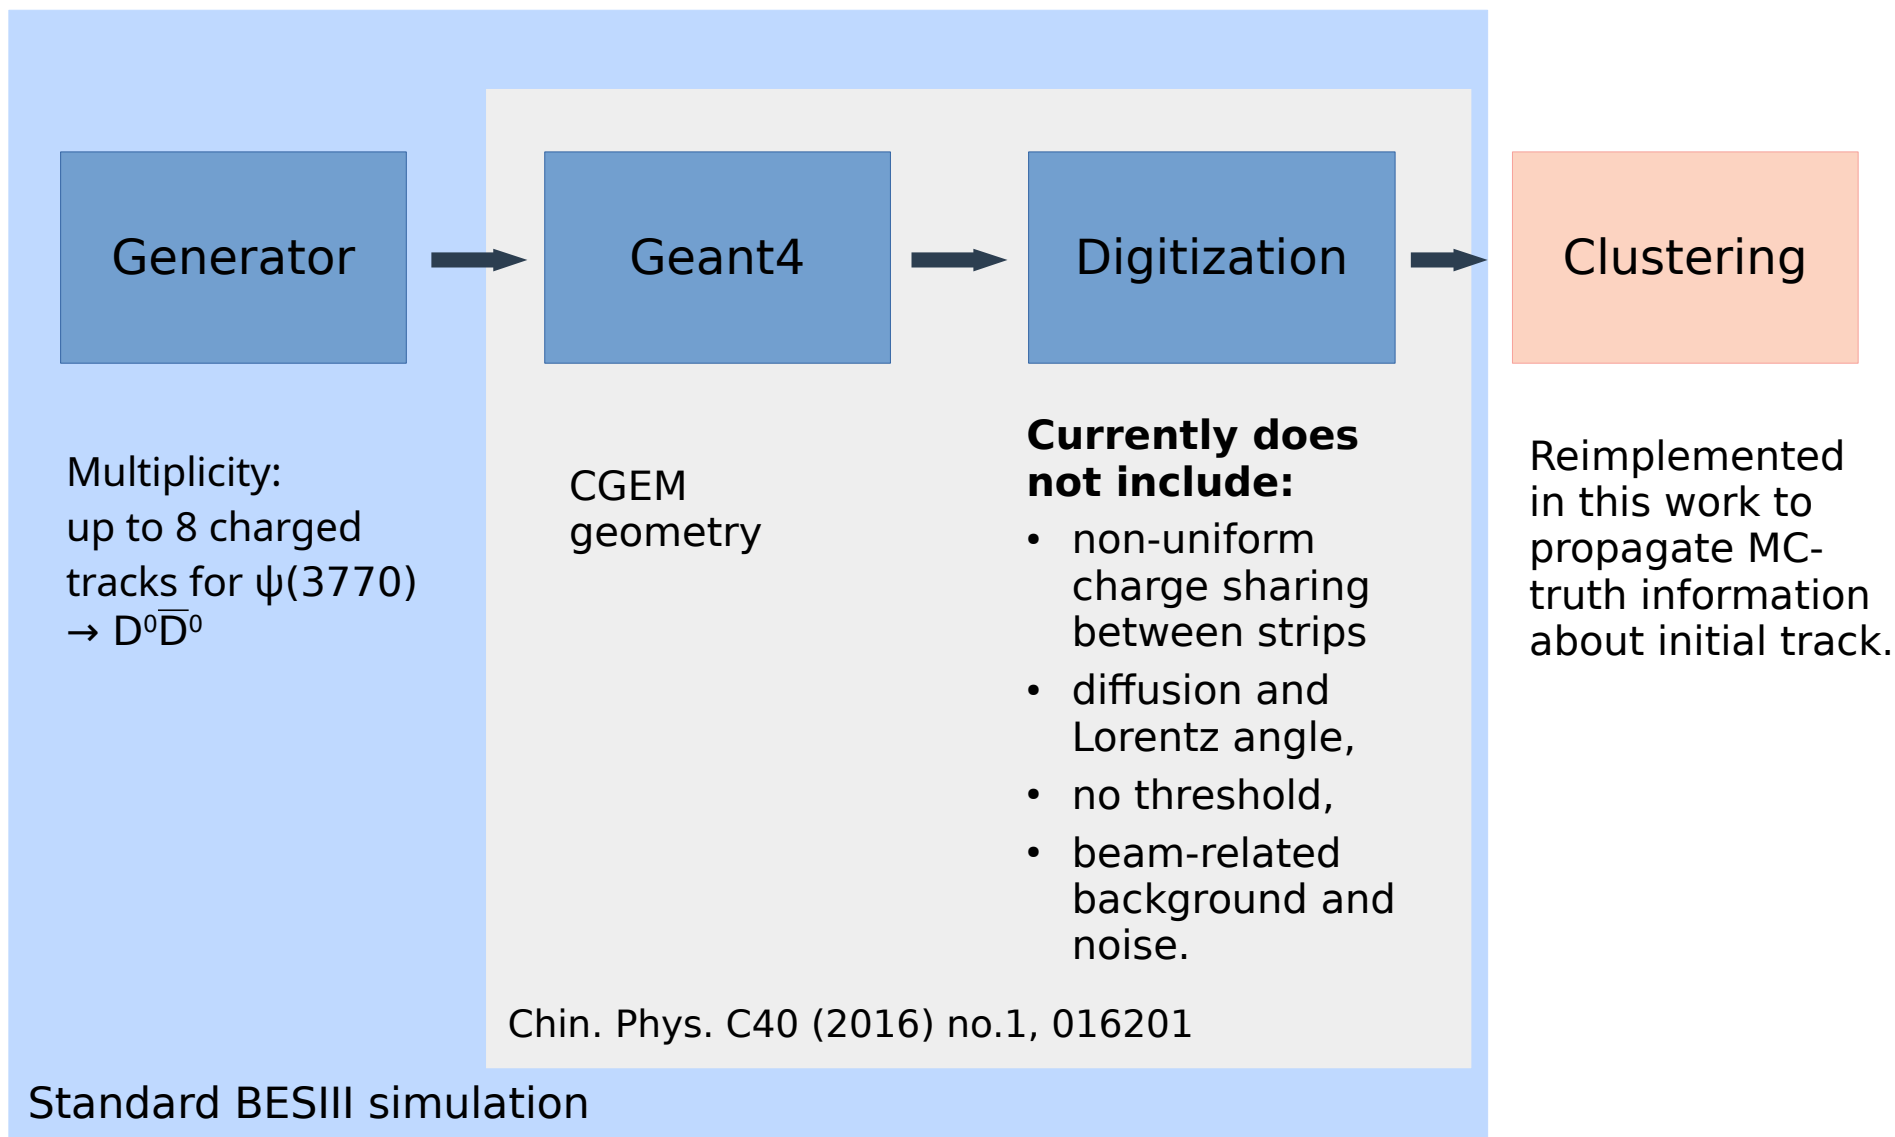 Generator
Geant4
Digitization
Clustering
Multiplicity:
up to 8 charged
tracks for ψ(3770)
→ D⁰D̅⁰
CGEM
geometry
Currently does
not include:
• non-uniform
charge sharing
between strips
• diffusion and
Lorentz angle,
• no threshold,
• beam-related
background and
noise.
Reimplemented
in this work to
propagate MC-
truth information
about initial track.
Chin. Phys. C40 (2016) no.1, 016201
Standard BESIII simulation